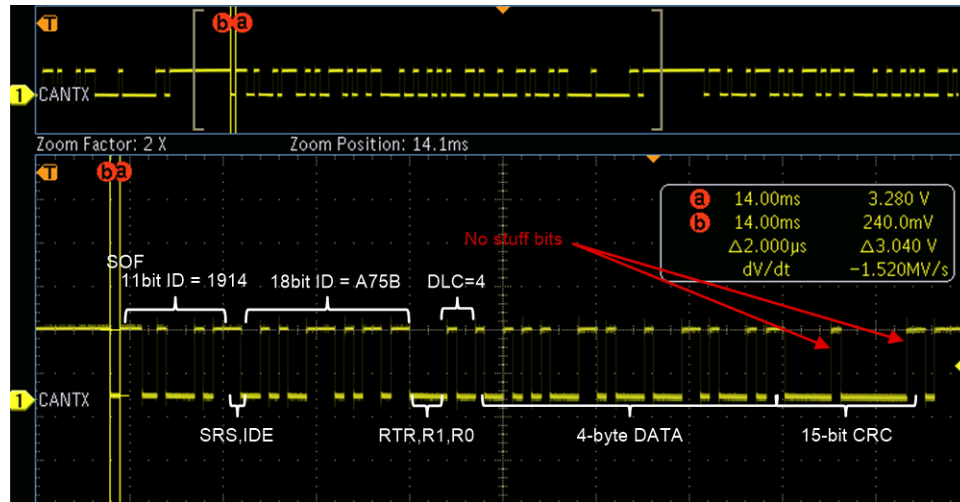 T
b a
1 CANTX
Zoom Factor: 2 X Zoom Position: 14.1ms
T
b a
a 14.00ms 3.280 V
b 14.00ms 240.0mV
Δ2.000µs Δ3.040 V
dV/dt −1.520MV/s
No stuff bits
SOF
11bit ID = 1914 18bit ID = A75B DLC=4
1 CANTX
SRS,IDE RTR,R1,R0 4-byte DATA 15-bit CRC